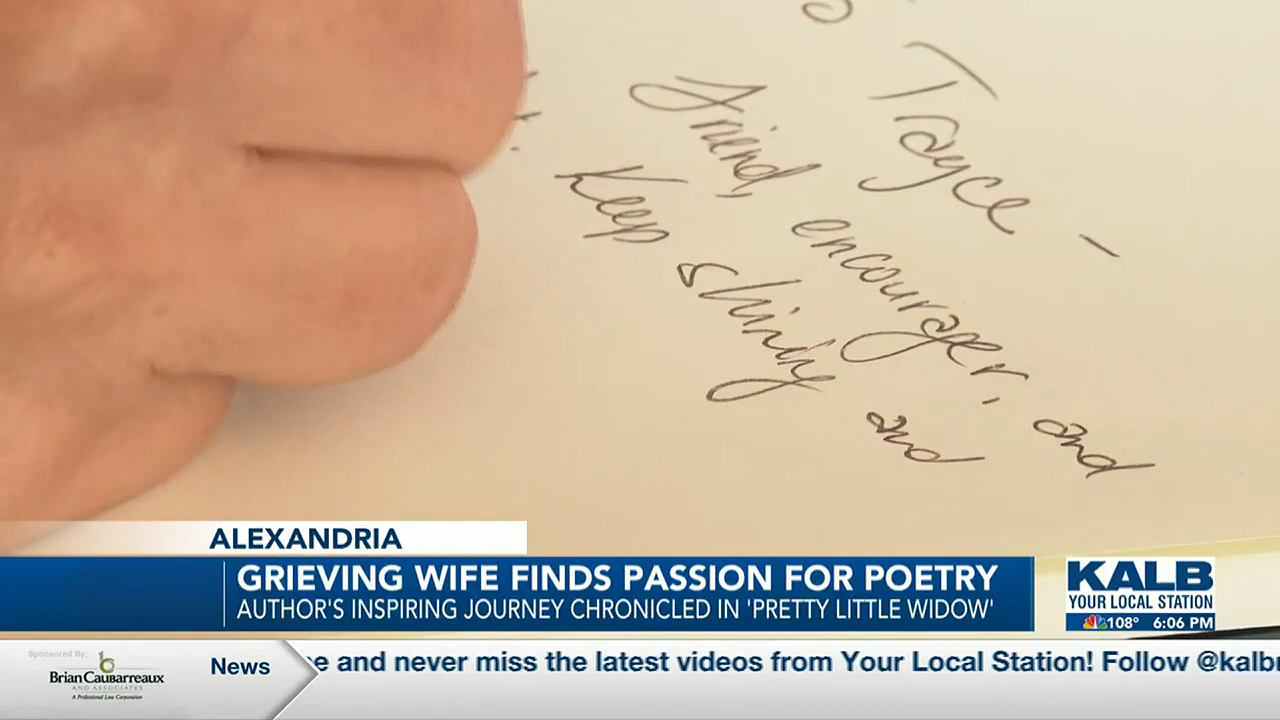 Tayce -
Friend, encourager, and
Keep shining and
ALEXANDRIA
GRIEVING WIFE FINDS PASSION FOR POETRY
AUTHOR'S INSPIRING JOURNEY CHRONICLED IN 'PRETTY LITTLE WIDOW'
KALB
YOUR LOCAL STATION
108° 6:06 PM
Sponsored By:
Brian Caubarreaux
AND ASSOCIATES
A Professional Law Corporation
News
and never miss the latest videos from Your Local Station! Follow